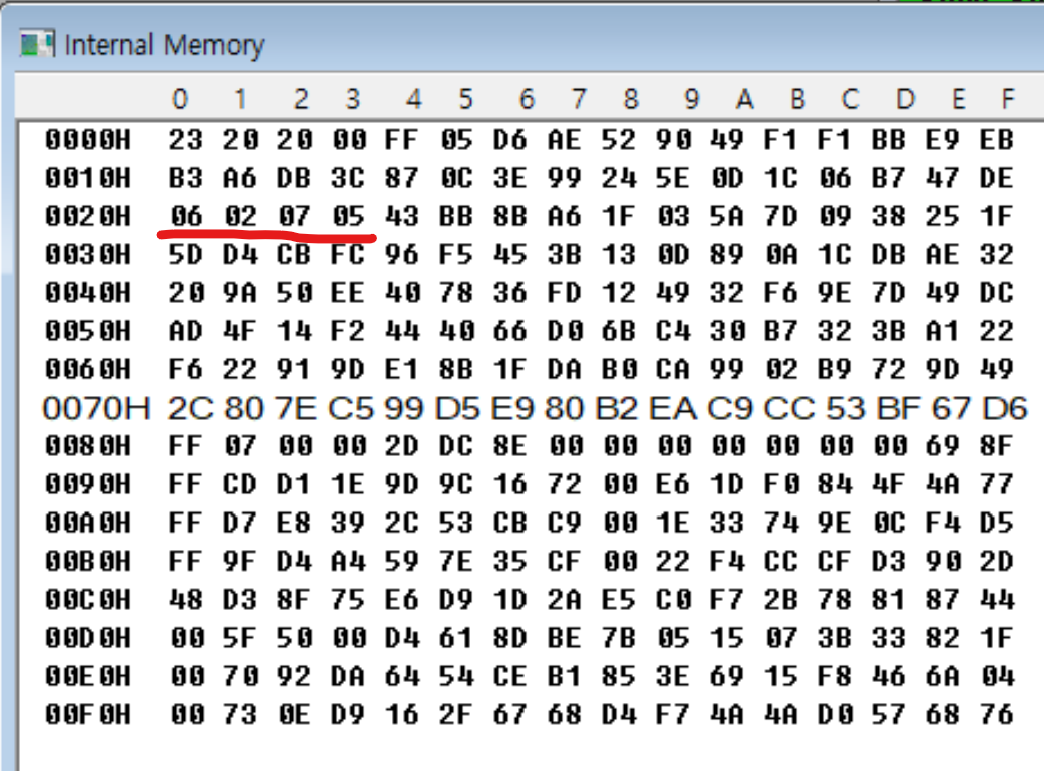 Internal Memory
0 1 2 3 4 5 6 7 8 9 A B C D E F
0000H 23 20 20 00 FF 05 D6 AE 52 90 49 F1 F1 BB E9 EB
0010H B3 A6 DB 3C 87 0C 3E 99 24 5E 0D 1C 06 B7 47 DE
0020H 06 02 07 05 43 BB 8B A6 1F 03 5A 7D 09 38 25 1F
0030H 5D D4 CB FC 96 F5 45 3B 13 0D 89 0A 1C DB AE 32
0040H 20 9A 50 EE 40 78 36 FD 12 49 32 F6 9E 7D 49 DC
0050H AD 4F 14 F2 44 40 66 D0 6B C4 30 B7 32 3B A1 22
0060H F6 22 91 9D E1 8B 1F DA B0 CA 99 02 B9 72 9D 49
0070H 2C 80 7E C5 99 D5 E9 80 B2 EA C9 CC 53 BF 67 D6
0080H FF 07 00 00 2D DC 8E 00 00 00 00 00 00 00 69 8F
0090H FF CD D1 1E 9D 9C 16 72 00 E6 1D F0 84 4F 4A 77
00A0H FF D7 E8 39 2C 53 CB C9 00 1E 33 74 9E 0C F4 D5
00B0H FF 9F D4 A4 59 7E 35 CF 00 22 F4 CC CF D3 90 2D
00C0H 48 D3 8F 75 E6 D9 1D 2A E5 C0 F7 2B 78 81 87 44
00D0H 00 5F 50 00 D4 61 8D BE 7B 05 15 07 3B 33 82 1F
00E0H 00 70 92 DA 64 54 CE B1 85 3E 69 15 F8 46 6A 04
00F0H 00 73 0E D9 16 2F 67 68 D4 F7 4A 4A D0 57 68 76